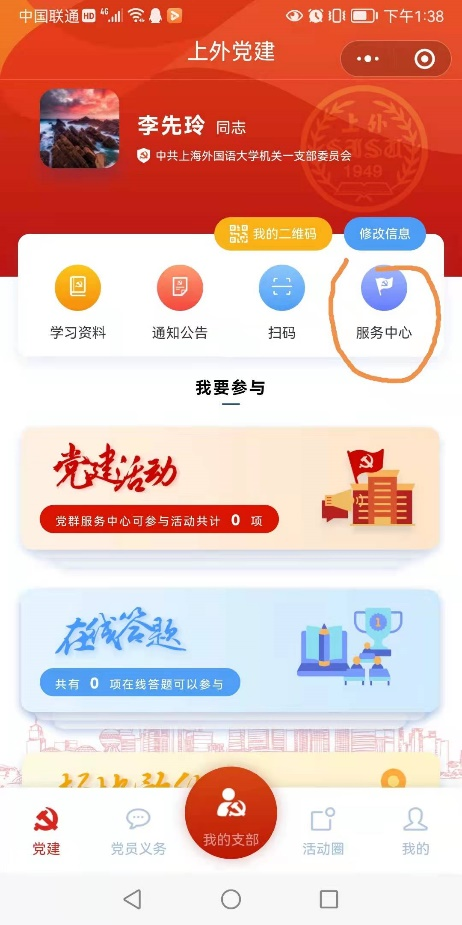 中国联通 HD 4G 下午1:38
上外党建
李先玲 同志
中共上海外国语大学机关一支部委员会
上外
SISU
1949
我的二维码 修改信息
学习资料 通知公告 扫码 服务中心
我要参与
党建活动
党群服务中心可参与活动共计 0 项
在线答题
1
共有 0 项在线答题可以参与
党建 党员义务 我的支部 活动圈 我的